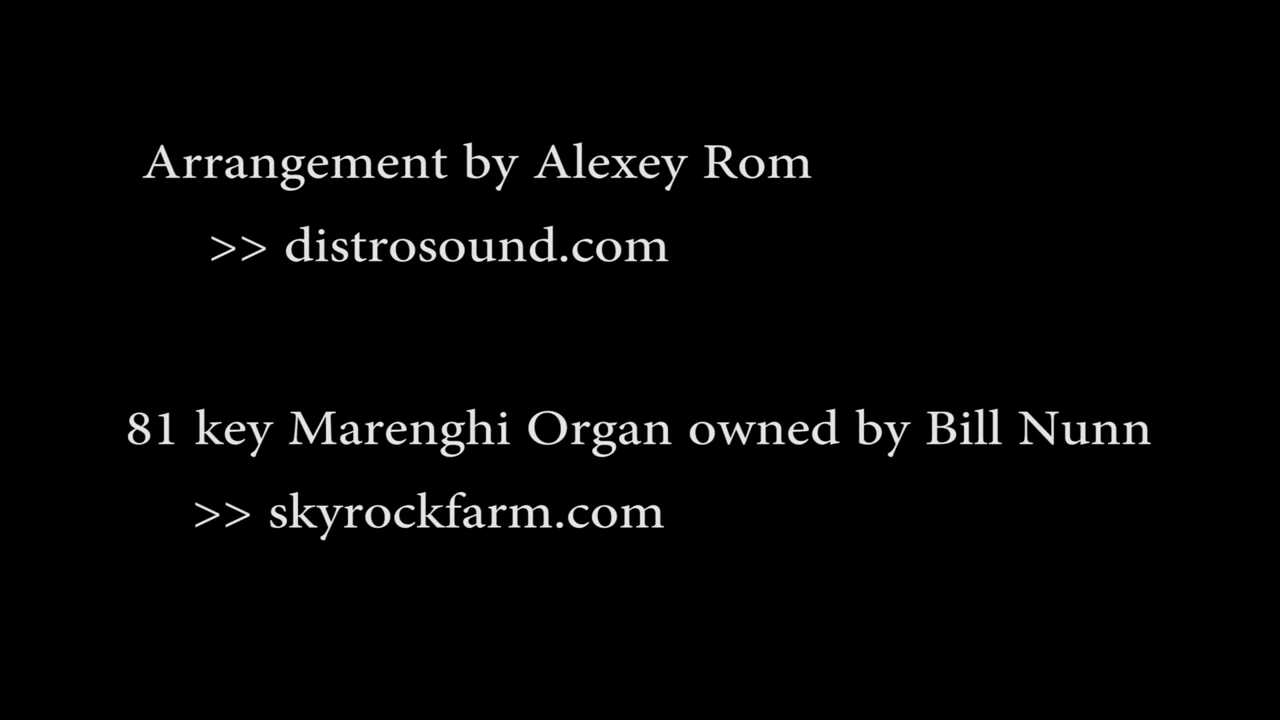 Arrangement by Alexey Rom
>> distrosound.com
81 key Marenghi Organ owned by Bill Nunn
>> skyrockfarm.com